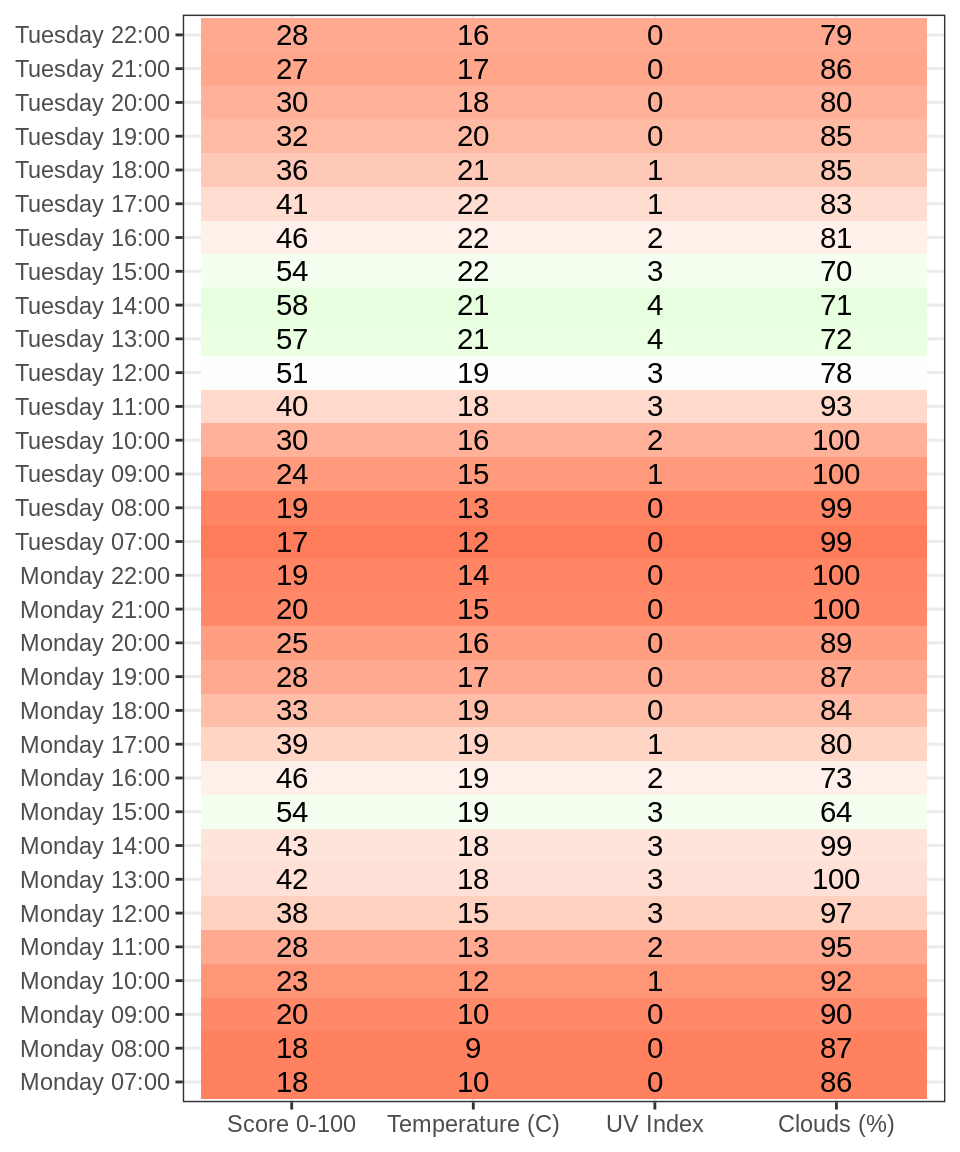 Tuesday 22:00 28 16 0 79
Tuesday 21:00 27 17 0 86
Tuesday 20:00 30 18 0 80
Tuesday 19:00 32 20 0 85
Tuesday 18:00 36 21 1 85
Tuesday 17:00 41 22 1 83
Tuesday 16:00 46 22 2 81
Tuesday 15:00 54 22 3 70
Tuesday 14:00 58 21 4 71
Tuesday 13:00 57 21 4 72
Tuesday 12:00 51 19 3 78
Tuesday 11:00 40 18 3 93
Tuesday 10:00 30 16 2 100
Tuesday 09:00 24 15 1 100
Tuesday 08:00 19 13 0 99
Tuesday 07:00 17 12 0 99
Monday 22:00 19 14 0 100
Monday 21:00 20 15 0 100
Monday 20:00 25 16 0 89
Monday 19:00 28 17 0 87
Monday 18:00 33 19 0 84
Monday 17:00 39 19 1 80
Monday 16:00 46 19 2 73
Monday 15:00 54 19 3 64
Monday 14:00 43 18 3 99
Monday 13:00 42 18 3 100
Monday 12:00 38 15 3 97
Monday 11:00 28 13 2 95
Monday 10:00 23 12 1 92
Monday 09:00 20 10 0 90
Monday 08:00 18 9 0 87
Monday 07:00 18 10 0 86
Score 0-100 Temperature (C) UV Index Clouds (%)